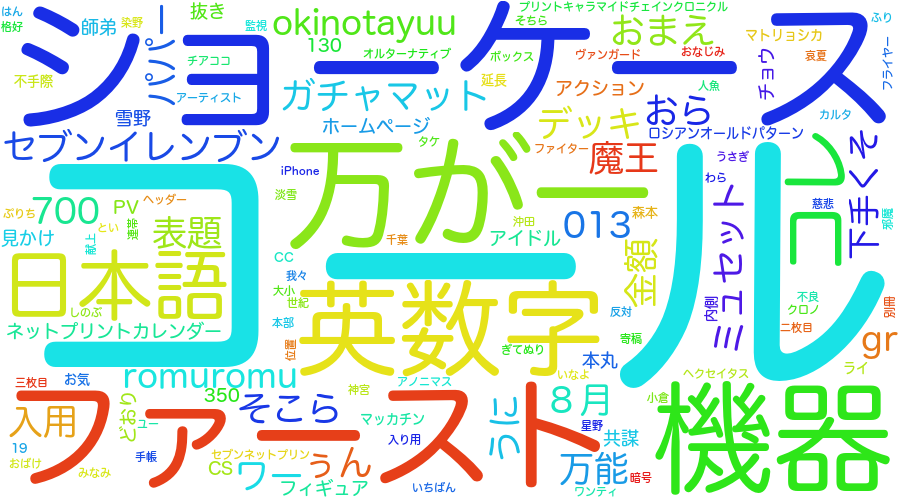 はん
格好
染野
ー
師弟
抜き
監視
シ
ョーケース
okinotayuu
130
プリントキャラマイドチェインクロニクル
そちら
おまえ
ふり
マトリョシカ
不手際
パンパン
チアココ
オルターナティブ
ボックス
ヴァンガード
おなじみ
哀夏
フライヤー
チョウ
アーティスト
ガチャマット
延長
アクション
人魚
雪野
ホームページ
デッキ
おら
カルタ
ロシアンオールドパターン
セブンイレブンブン
タケ
ファイター
魔王
うさぎ
下手くそ
コレ
iPhone
淡雪
万が一
わら
ぷりち
700
PV
ヘッダー
沖田
013
森本
慈悲
邪魔
見かけ
献上
とい
連帯
表題
千葉
アイドル
金額
ミュセット
日本語
コール
CC
我々
大小
世紀
英数字
反対
内側
不良
クロノ
別冊
しのぶ
ネットプリントカレンダー
本部
位置
ぎてぬり
寄稿
二枚目
gr
本丸
ライ
三枚目
お気
romuromu
350
神宮
アノニマス
いなよ
ヘクセイタス
機器
小倉
8月
入用
ファースト
そこら
マッカチン
うに
星野
ユー
19
手帳
入り用
共謀
おばけ
みなみ
セブンネットプリン
CS
ワー
うん
フィギュア
いちばん
万能
暗号
ワンティ